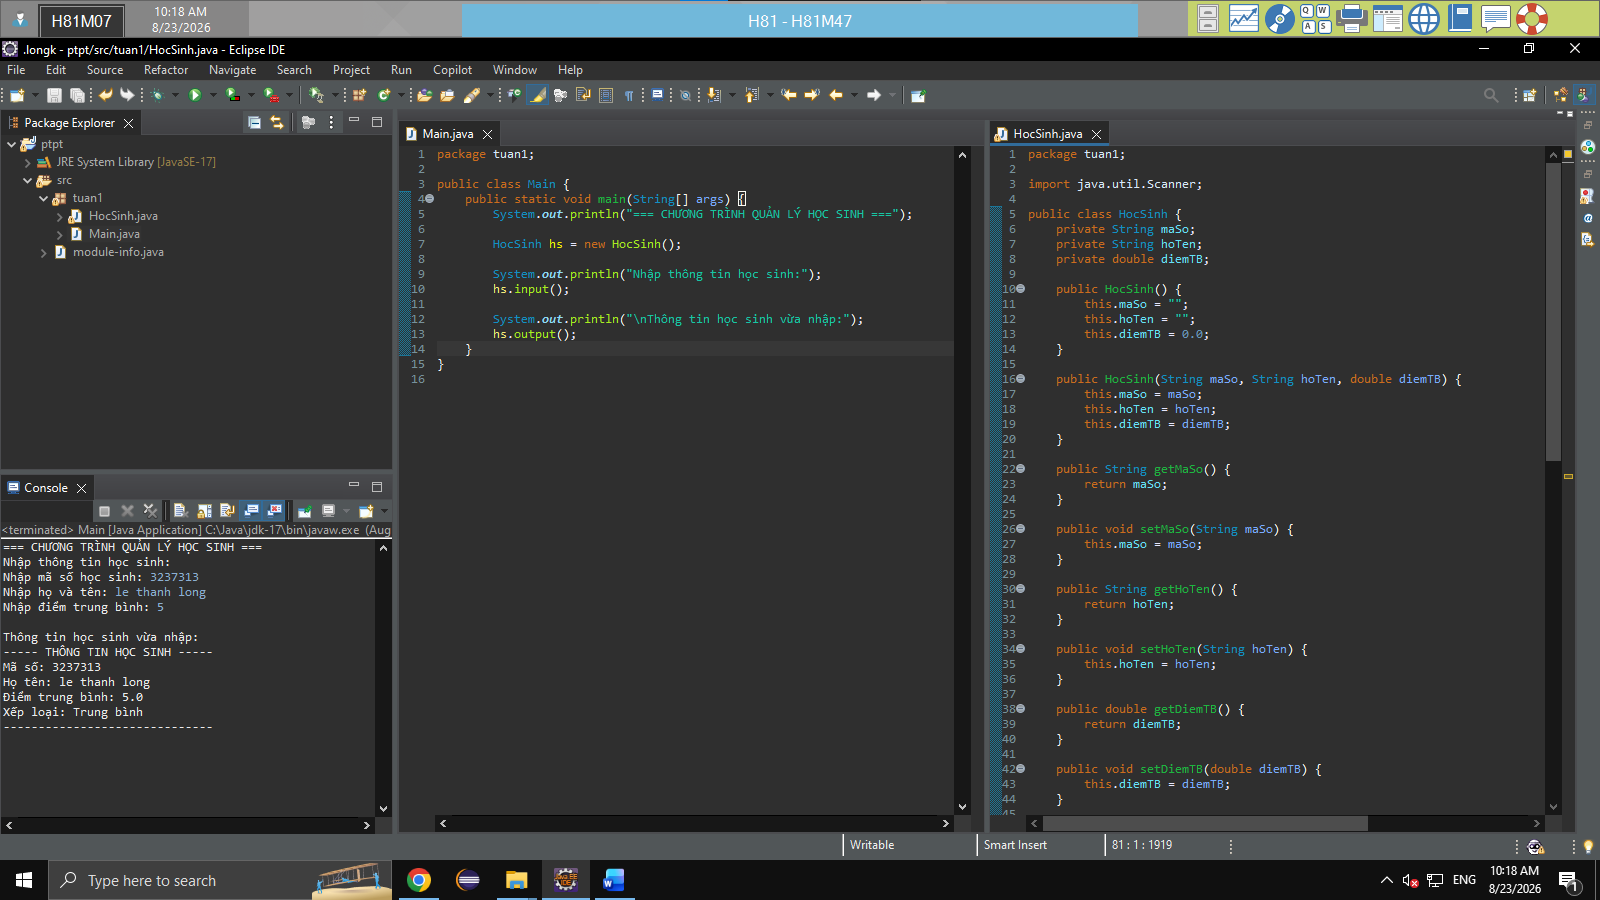 H81M07
10:18 AM
8/23/2026
H81 - H81M47
.longk - ptpt/src/tuan1/HocSinh.java - Eclipse IDE
File Edit Source Refactor Navigate Search Project Run Copilot Window Help
Package Explorer
ptpt
JRE System Library [JavaSE-17]
src
tuan1
HocSinh.java
Main.java
module-info.java
Console
<terminated> Main [Java Application] C:\Java\jdk-17\bin\javaw.exe (Aug
=== CHƯƠNG TRÌNH QUẢN LÝ HỌC SINH ===
Nhập thông tin học sinh:
Nhập mã số học sinh: 3237313
Nhập họ và tên: le thanh long
Nhập điểm trung bình: 5
Thông tin học sinh vừa nhập:
----- THÔNG TIN HỌC SINH -----
Mã số: 3237313
Họ tên: le thanh long
Điểm trung bình: 5.0
Xếp loại: Trung bình
------------------------------
Main.java
1 package tuan1;
2
3 public class Main {
4 public static void main(String[] args) {
5 System.out.println("=== CHƯƠNG TRÌNH QUẢN LÝ HỌC SINH ===");
6
7 HocSinh hs = new HocSinh();
8
9 System.out.println("Nhập thông tin học sinh:");
10 hs.input();
11
12 System.out.println("\nThông tin học sinh vừa nhập:");
13 hs.output();
14 }
15 }
16
HocSinh.java
1 package tuan1;
2
3 import java.util.Scanner;
4
5 public class HocSinh {
6 private String maSo;
7 private String hoTen;
8 private double diemTB;
9
10 public HocSinh() {
11 this.maSo = "";
12 this.hoTen = "";
13 this.diemTB = 0.0;
14 }
15
16 public HocSinh(String maSo, String hoTen, double diemTB) {
17 this.maSo = maSo;
18 this.hoTen = hoTen;
19 this.diemTB = diemTB;
20 }
21
22 public String getMaSo() {
23 return maSo;
24 }
25
26 public void setMaSo(String maSo) {
27 this.maSo = maSo;
28 }
29
30 public String getHoTen() {
31 return hoTen;
32 }
33
34 public void setHoTen(String hoTen) {
35 this.hoTen = hoTen;
36 }
37
38 public double getDiemTB() {
39 return diemTB;
40 }
41
42 public void setDiemTB(double diemTB) {
43 this.diemTB = diemTB;
44 }
45
Writable
Smart Insert
81 : 1 : 1919
Type here to search
ENG
10:18 AM
8/23/2026
1